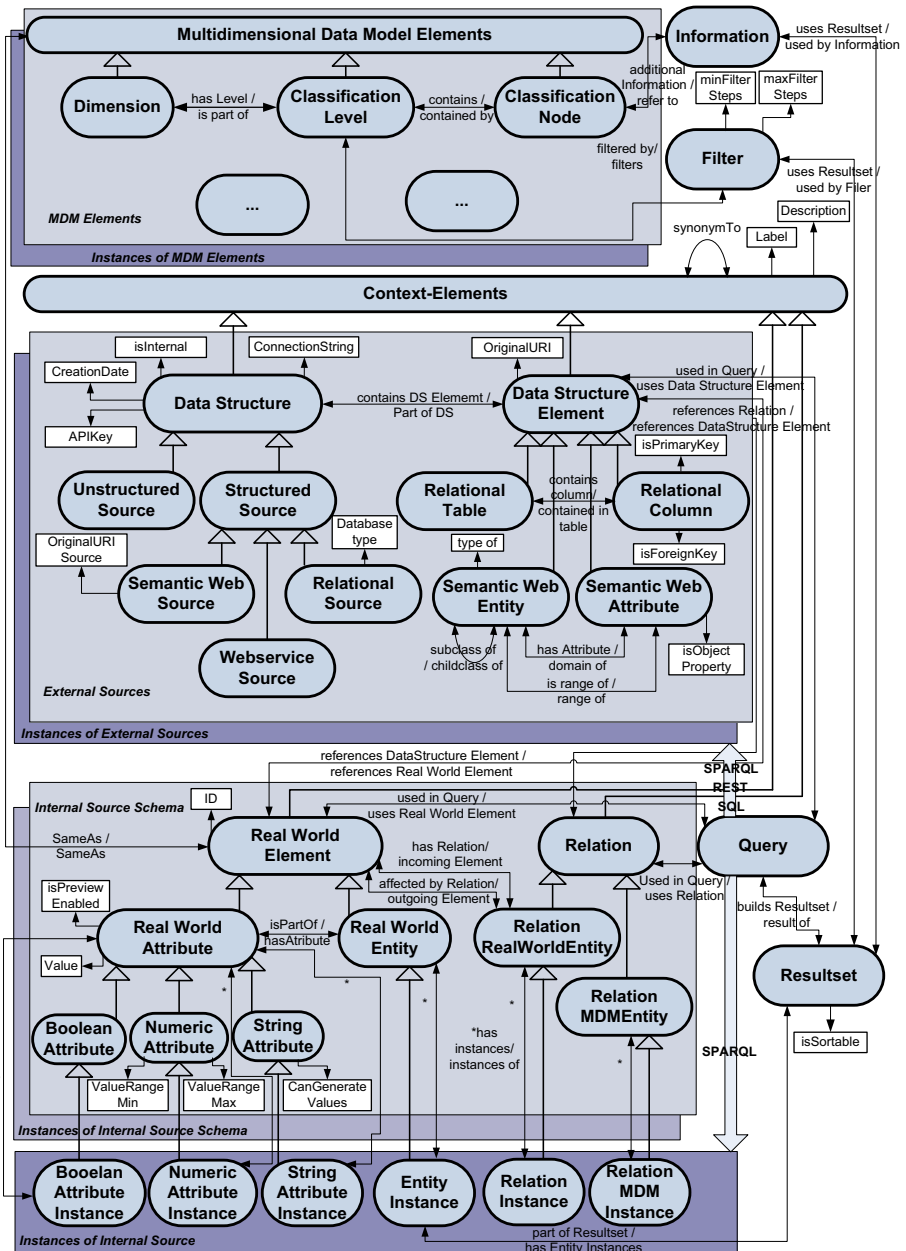 Multidimensional Data Model Elements
Information
uses Resultset /
used by Information
additional
Information /
refer to
minFilter
Steps
maxFilter
Steps
Dimension
has Level /
is part of
Classification
Level
contains /
contained by
Classification
Node
filtered by/
filters
Filter
uses Resultset /
used by Filer
...
...
MDM Elements
Instances of MDM Elements
synonymTo
Label
Description
Context-Elements
isInternal
ConnectionString
OriginalURI
CreationDate
APIKey
Data Structure
contains DS Elememt /
Part of DS
Data Structure
Element
used in Query /
uses Data Structure Element
references Relation /
references DataStructure Element
isPrimaryKey
Unstructured
Source
Structured
Source
Relational
Table
contains
column/
contained in
table
Relational
Column
OriginalURI
Source
Database
type
type of
isForeignKey
Semantic Web
Source
Relational
Source
Semantic Web
Entity
Semantic Web
Attribute
Webservice
Source
subclass of
/ childclass of
has Attribute /
domain of
is range of /
range of
isObject
Property
External Sources
Instances of External Sources
references DataStructure Element /
references Real World Element
SPARQL
REST
SQL
Internal Source Schema
ID
used in Query /
uses Real World Element
SameAs /
SameAs
Real World
Element
has Relation/
incoming Element
Relation
Query
affected by Relation/
outgoing Element
Used in Query /
uses Relation
isPreview
Enabled
Real World
Attribute
isPartOf /
hasAtribute
Real World
Entity
Relation
RealWorldEntity
builds Resultset /
result of
Value
*
*
*
*
Resultset
Relation
MDMEntity
Boolean
Attribute
Numeric
Attribute
String
Attribute
*has
instances/
instances of
*
SPARQL
isSortable
ValueRange
Min
ValueRange
Max
CanGenerate
Values
Instances of Internal Source Schema
Booelan
Attribute
Instance
Numeric
Attribute
Instance
String
Attribute
Instance
Entity
Instance
Relation
Instance
Relation
MDM
Instance
part of Resultset /
has Entity Instances
Instances of Internal Source